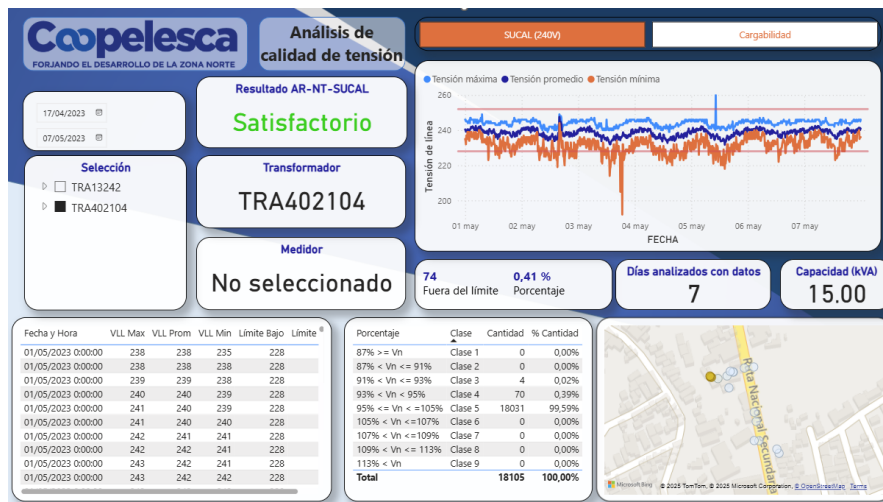 Coopelesca
FORJANDO EL DESARROLLO DE LA ZONA NORTE
Análisis de
calidad de tensión
SUCAL (240V)
Cargabilidad
17/04/2023
07/05/2023
Resultado AR-NT-SUCAL
Satisfactorio
Selección
TRA13242
TRA402104
Transformador
TRA402104
Medidor
No seleccionado
Tensión máxima Tensión promedio Tensión mínima
Tensión de línea
260
240
220
200
01 may 02 may 03 may 04 may 05 may 06 may 07 may
FECHA
74
Fuera del límite
0,41 %
Porcentaje
Días analizados con datos
7
Capacidad (kVA)
15.00
Fecha y Hora VLL Max VLL Prom VLL Min Límite Bajo Límite
01/05/2023 0:00:00 238 238 235 228
01/05/2023 0:00:00 238 238 238 228
01/05/2023 0:00:00 239 239 238 228
01/05/2023 0:00:00 240 240 239 228
01/05/2023 0:00:00 241 240 239 228
01/05/2023 0:00:00 241 240 240 228
01/05/2023 0:00:00 242 241 241 228
01/05/2023 0:00:00 242 242 241 228
01/05/2023 0:00:00 243 242 241 228
01/05/2023 0:00:00 243 242 242 228
Porcentaje Clase Cantidad % Cantidad
87% >= Vn Clase 1 0 0,00%
87% < Vn <= 91% Clase 2 0 0,00%
91% < Vn <= 93% Clase 3 4 0,02%
93% < Vn < 95% Clase 4 70 0,39%
95% <= Vn < =105% Clase 5 18031 99,59%
105% < Vn <=107% Clase 6 0 0,00%
107% < Vn <=109% Clase 7 0 0,00%
109% < Vn <= 113% Clase 8 0 0,00%
113% < Vn Clase 9 0 0,00%
Total 18105 100,00%
Ruta Nacional Secundaria
Microsoft Bing
© 2025 TomTom, © 2025 Microsoft Corporation, © OpenStreetMap Terms